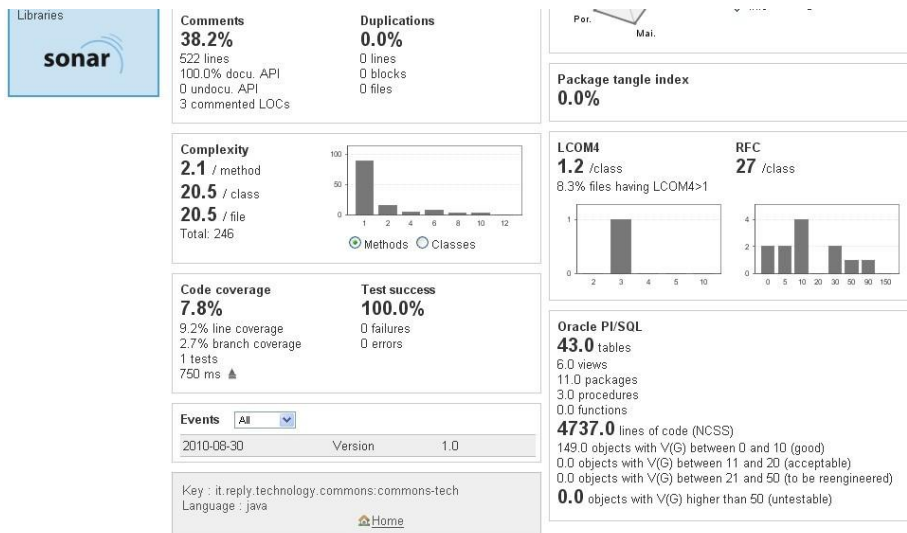 Libraries
sonar
Comments
38.2%
522 lines
100.0% docu. API
0 undocu. API
3 commented LOCs
Duplications
0.0%
0 lines
0 blocks
0 files
Complexity
2.1 / method
20.5 / class
20.5 / file
Total: 246
100
50
0
1 2 4 6 8 10 12
Methods Classes
Code coverage
7.8%
9.2% line coverage
2.7% branch coverage
1 tests
750 ms
Test success
100.0%
0 failures
0 errors
Events All
2010-08-30 Version 1.0
Key : it.reply.technology.commons:commons-tech
Language : java
Home
Por.
Mai.
Package tangle index
0.0%
LCOM4
1.2 /class
8.3% files having LCOM4>1
1
0
2 3 4 5 10
RFC
27 /class
4
2
0
0 5 10 20 30 50 90 150
Oracle Pl/SQL
43.0 tables
6.0 views
11.0 packages
3.0 procedures
0.0 functions
4737.0 lines of code (NCSS)
149.0 objects with V(G) between 0 and 10 (good)
0.0 objects with V(G) between 11 and 20 (acceptable)
0.0 objects with V(G) between 21 and 50 (to be reengineered)
0.0 objects with V(G) higher than 50 (untestable)